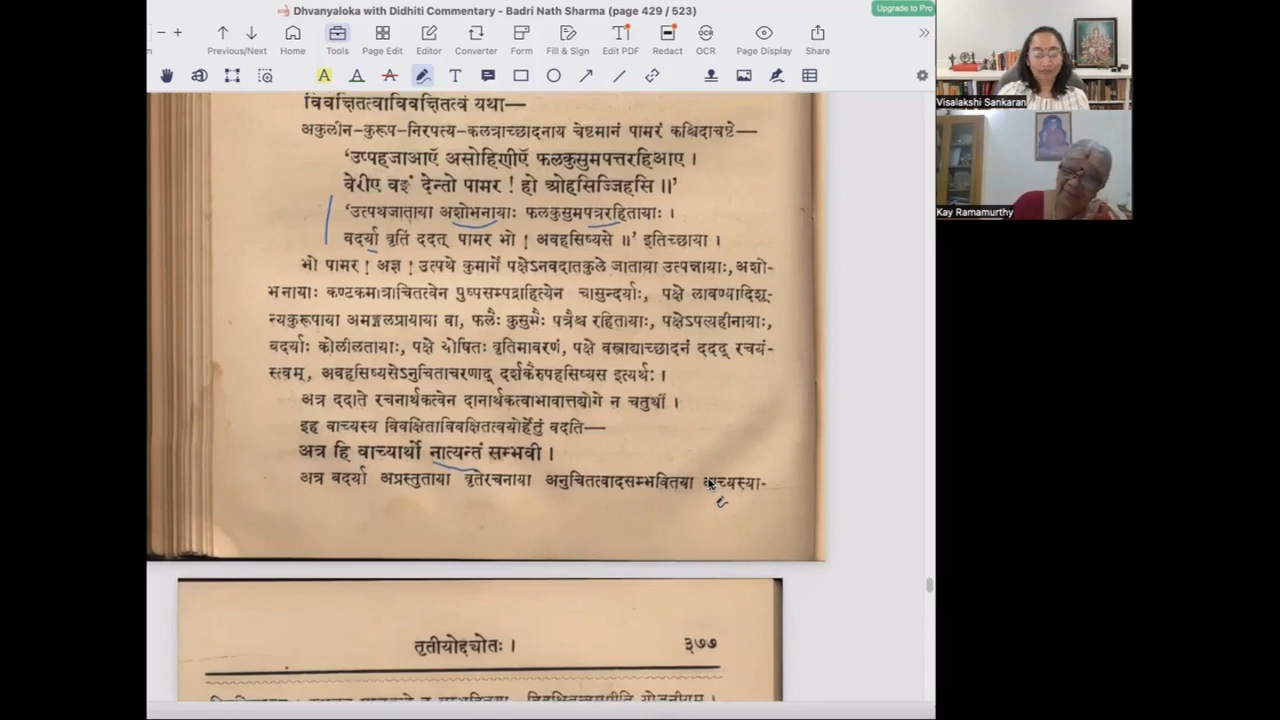 Dhvanyaloka with Didhiti Commentary - Badri Nath Sharma (page 429 / 523)
Upgrade to Pro
Previous/Next Home Tools Page Edit Editor Converter Form Fill & Sign Edit PDF Redact OCR Page Display Share
Visalakshi Sankaran
Kay Ramamurthy
विवक्षितत्वाविवक्षितत्वं यथा—
अकुलीन-कुरूप-निरपत्य-कलत्राच्छादनाय चेष्टमानं पामरं कश्चिदाचष्टे—
'उप्पहजाआऍ असोहिणीऍ फलकुसुमपत्तरहिआए ।
वेरीए वइं देन्तो पामर ! हो ओहसिज्जिहसि ॥'
'उत्पथजाताया अशोभनायाः फलकुसुमपत्ररहितायाः ।
बदर्या वृतिं ददत् पामर भो ! अवहसिष्यसे ॥' इतिच्छाया ।
भो पामर ! अज्ञ ! उत्पथे कुमार्गे पक्षेऽनवदातकुले जाताया उत्पन्नायाः, अशो-
भनायाः कण्टकमात्राचितत्वेन पुष्पसम्पद्राहित्येन चासुन्दर्याः, पक्षे लावण्यादिशू-
न्यकुरूपाया अमङ्गलप्रायाया वा, फलैः कुसुमैः पत्रैश्च रहितायाः, पक्षेऽपत्यहीनायाः,
बदर्याः कोलीलतायाः, पक्षे योषितः वृतिमावरणं, पक्षे वस्त्राद्याच्छादनं ददद् रचयं-
स्त्वम्, अवहसिष्यसेऽनुचिताचरणाद् दर्शकैरुपहसिष्यस इत्यर्थः ।
अत्र ददाते रचनार्थकत्वेन दानार्थकत्वाभावात्तद्योगे न चतुर्थी ।
इह वाच्यस्य विवक्षिताविवक्षितत्वयोर्हेतुं वदति—
अत्र हि वाच्यार्थो नात्यन्तं सम्भवी ।
अत्र बदर्या अप्रस्तुताया वृतेरचनाया अनुचितत्वादसम्भवितया वाच्यस्या-
तृतीयोद्द्योतः । ३७७